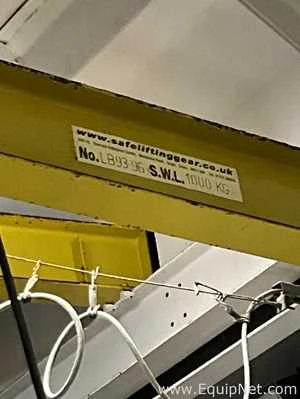 www.safeliftinggear.co.uk
No. LB93-96 S.W.L. 1000 KG.
www.EquipNet.com